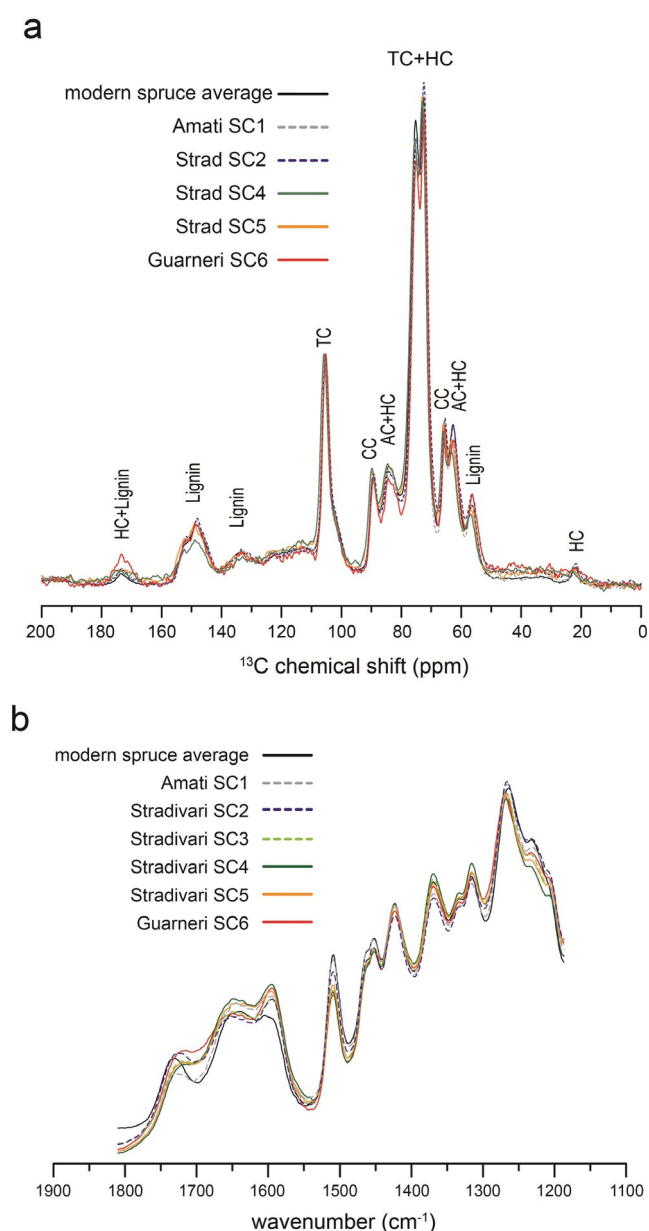 a
TC+HC
modern spruce average
Amati SC1
Strad SC2
Strad SC4
Strad SC5
Guarneri SC6
TC
CC
AC+HC
CC
AC+HC
Lignin
HC+Lignin
Lignin
Lignin
HC
200 180 160 140 120 100 80 60 40 20 0
¹³C chemical shift (ppm)
b
modern spruce average
Amati SC1
Stradivari SC2
Stradivari SC3
Stradivari SC4
Stradivari SC5
Guarneri SC6
1900 1800 1700 1600 1500 1400 1300 1200 1100
wavenumber (cm⁻¹)